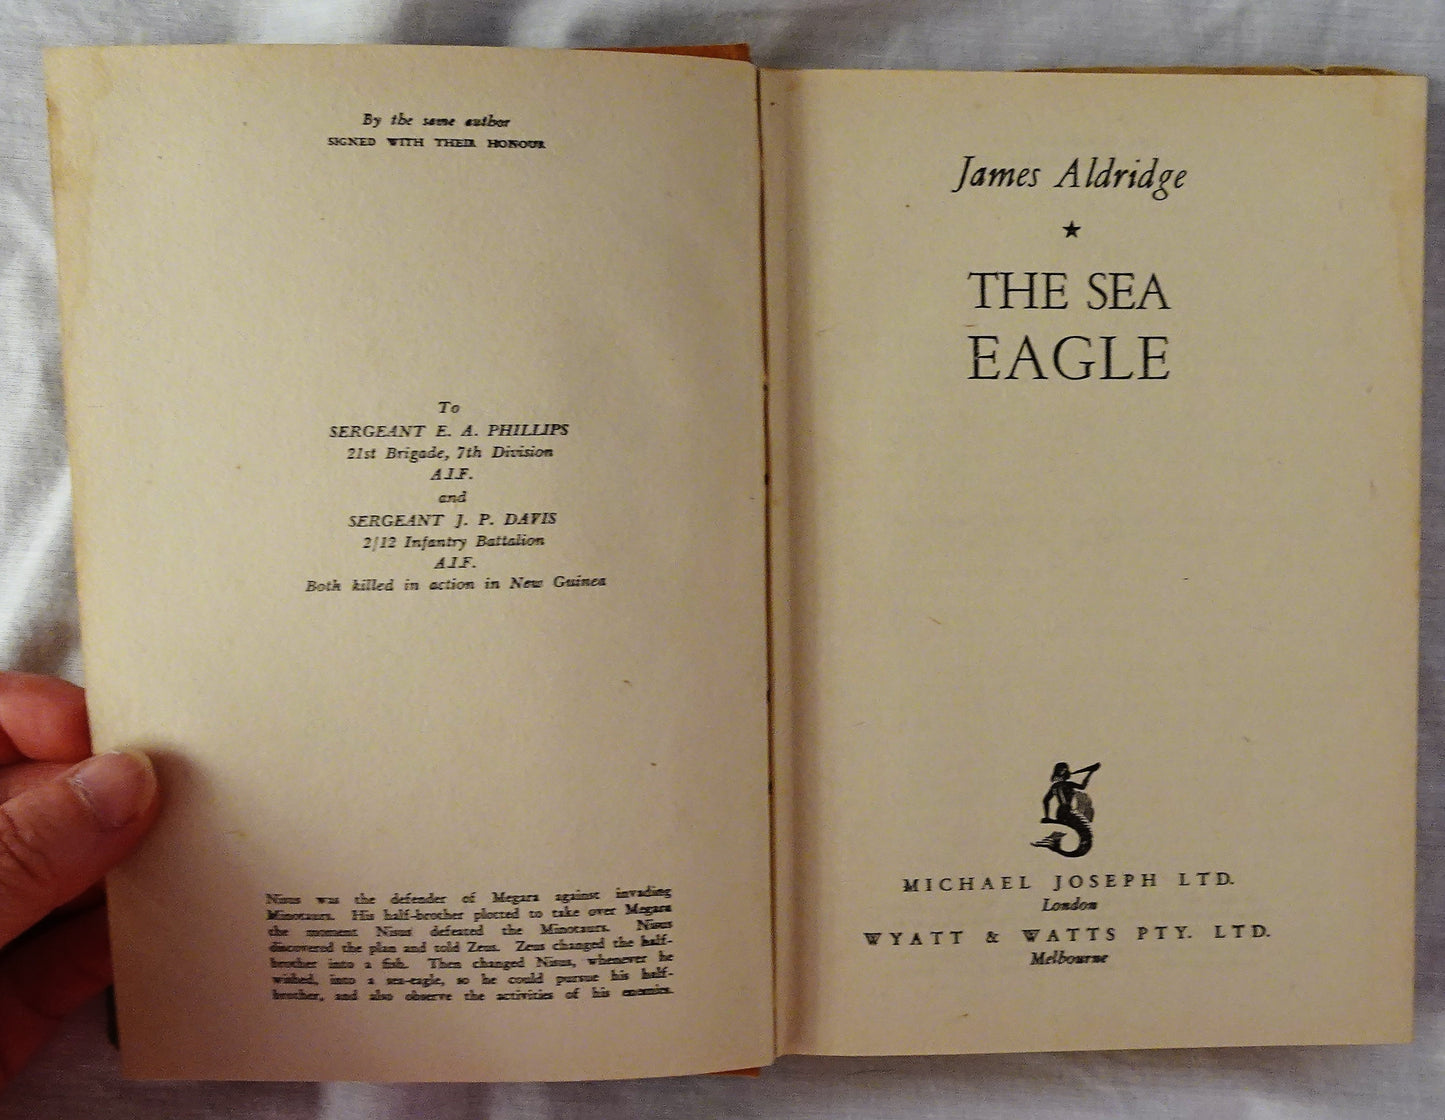 By the same author
SIGNED WITH THEIR HONOUR
To
SERGEANT E. A. PHILLIPS
21st Brigade, 7th Division
A.I.F.
and
SERGEANT J. P. DAVIS
2/12 Infantry Battalion
A.I.F.
Both killed in action in New Guinea
Nisus was the defender of Megara against invading
Minotaurs. His half-brother plotted to take over Megara
the moment Nisus defeated the Minotaurs. Nisus
discovered the plan and told Zeus. Zeus changed the half-
brother into a fish. Then changed Nisus, whenever he
wished, into a sea-eagle, so he could pursue his half-
brother, and also observe the activities of his enemies.
James Aldridge
★
THE SEA
EAGLE
MICHAEL JOSEPH LTD.
London
WYATT & WATTS PTY. LTD.
Melbourne